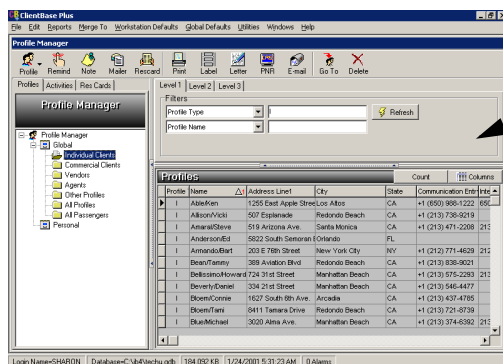 ClientBase Plus
File Edit Reports Merge To Workstation Defaults Global Defaults Utilities Windows Help
Profile Manager
Profile Remind Note Mailer Rescard Print Label Letter PNR E-mail Go To Delete
Profiles Activities Res Cards
Level 1 Level 2 Level 3
Profile Manager
Filters
Profile Type I Refresh
Profile Name
Profile Manager
Global
Individual Clients
Commercial Clients
Vendors
Agents
Other Profiles
All Profiles
All Passengers
Personal
Profiles Count Columns
Profile Name Address Line1 City State Communication Entry
I Able/Ken 1255 East Apple Stree Los Altos CA +1 (650) 988-1222 650
I Allison/Vicki 507 Esplanade Redondo Beach CA +1 (213) 738-9219
I Amaral/Steve 519 Arizona Ave. Santa Monica CA +1 (213) 471-2208 213
I Anderson/Ed 5822 South Semoran Orlando FL
I Armando/Bart 203 E 76th Street New York City NY +1 (212) 771-4629 212
I Bean/Tammy 389 Aviation Blvd Redondo Beach CA +1 (213) 838-9021
I Bellissimo/Howard 724 31st Street Manhattan Beach CA +1 (213) 575-2293 213
I Beverly/Daniel 334 21st Street Manhattan Beach CA +1 (213) 546-4477
I Bloem/Connie 1627 South 6th Ave. Arcadia CA +1 (213) 437-4785
I Bloem/Tami 8411 Tamara Drive Redondo Beach CA +1 (213) 721-8739
I Blue/Michael 3020 Alma Ave. Manhattan Beach CA +1 (213) 374-6392 213
Login Name=SHARON Database=C:\b4\techu.gdb 184,092 KB 1/24/2001 5:31:23 AM 0 Alarms